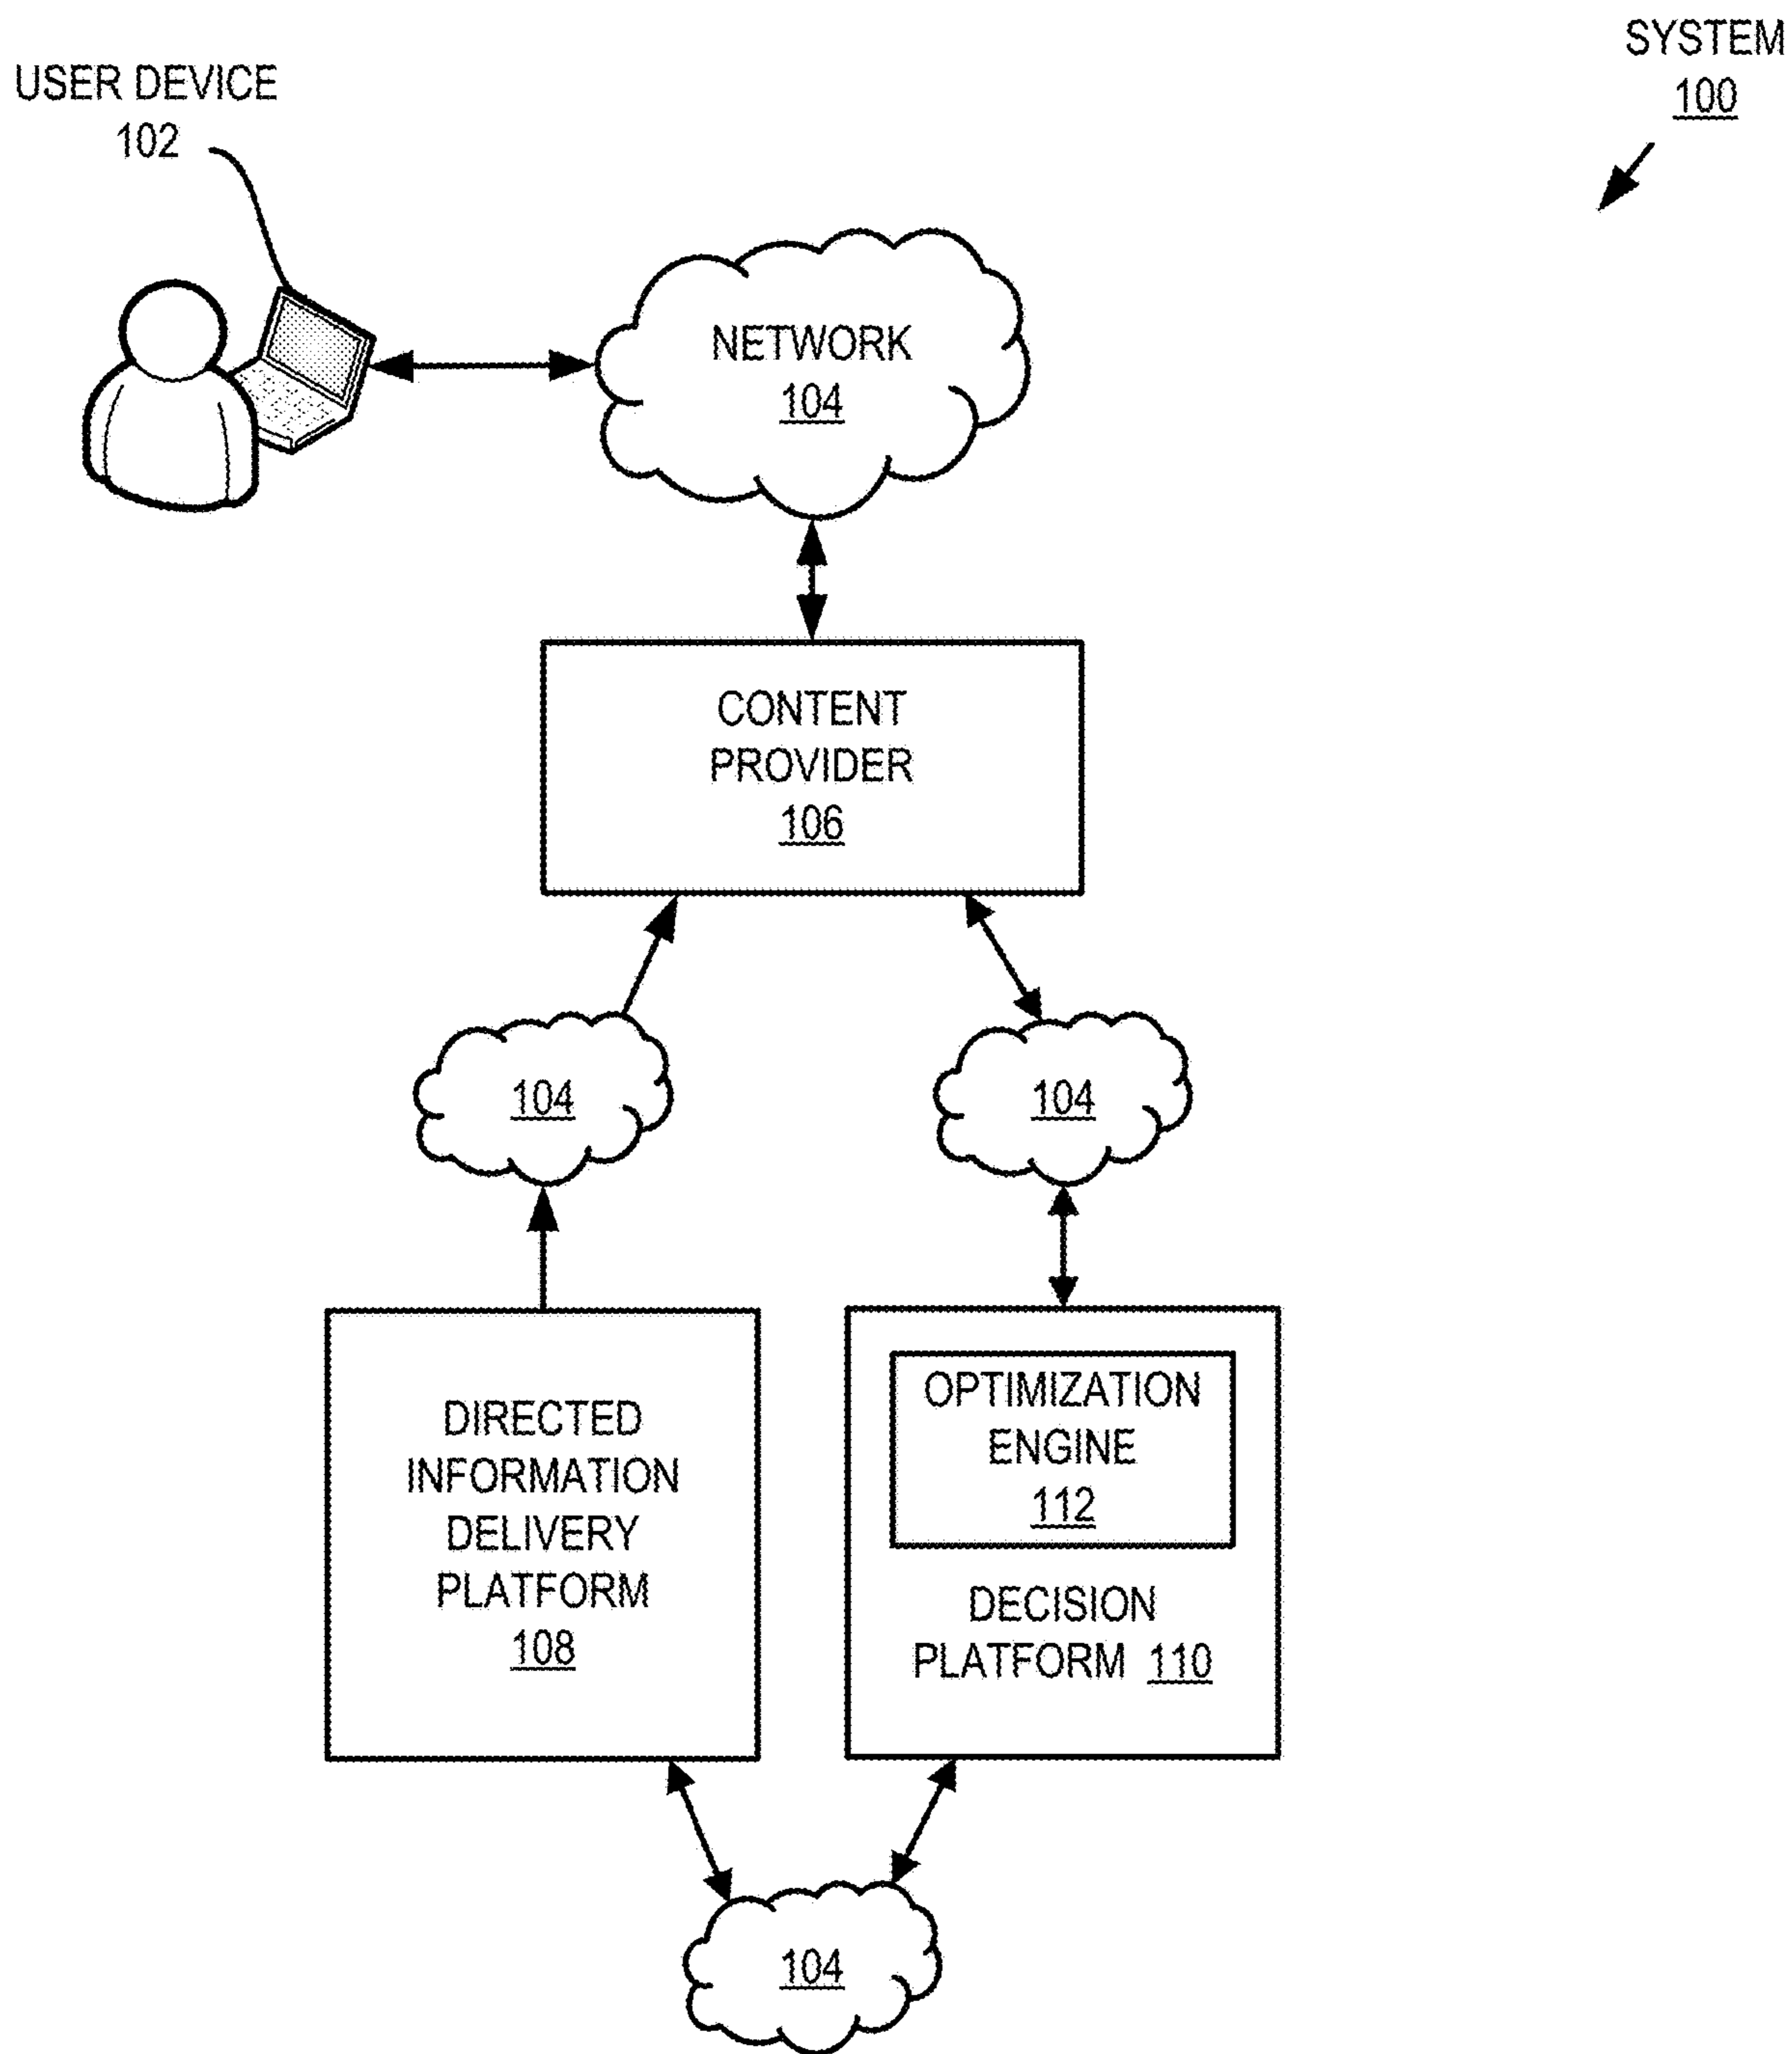 SYSTEM
100
USER DEVICE
102
NETWORK
104
CONTENT
PROVIDER
106
104
104
DIRECTED
INFORMATION
DELIVERY
PLATFORM
108
OPTIMIZATION
ENGINE
112
DECISION
PLATFORM 110
104